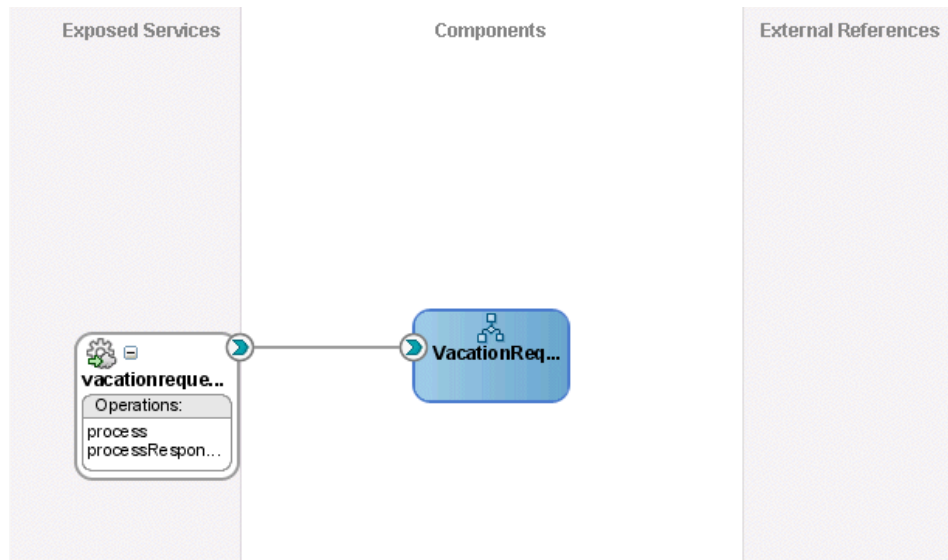 Exposed Services
Components
External References
vacationreque...
Operations:
process
processRespon...
VacationReq...